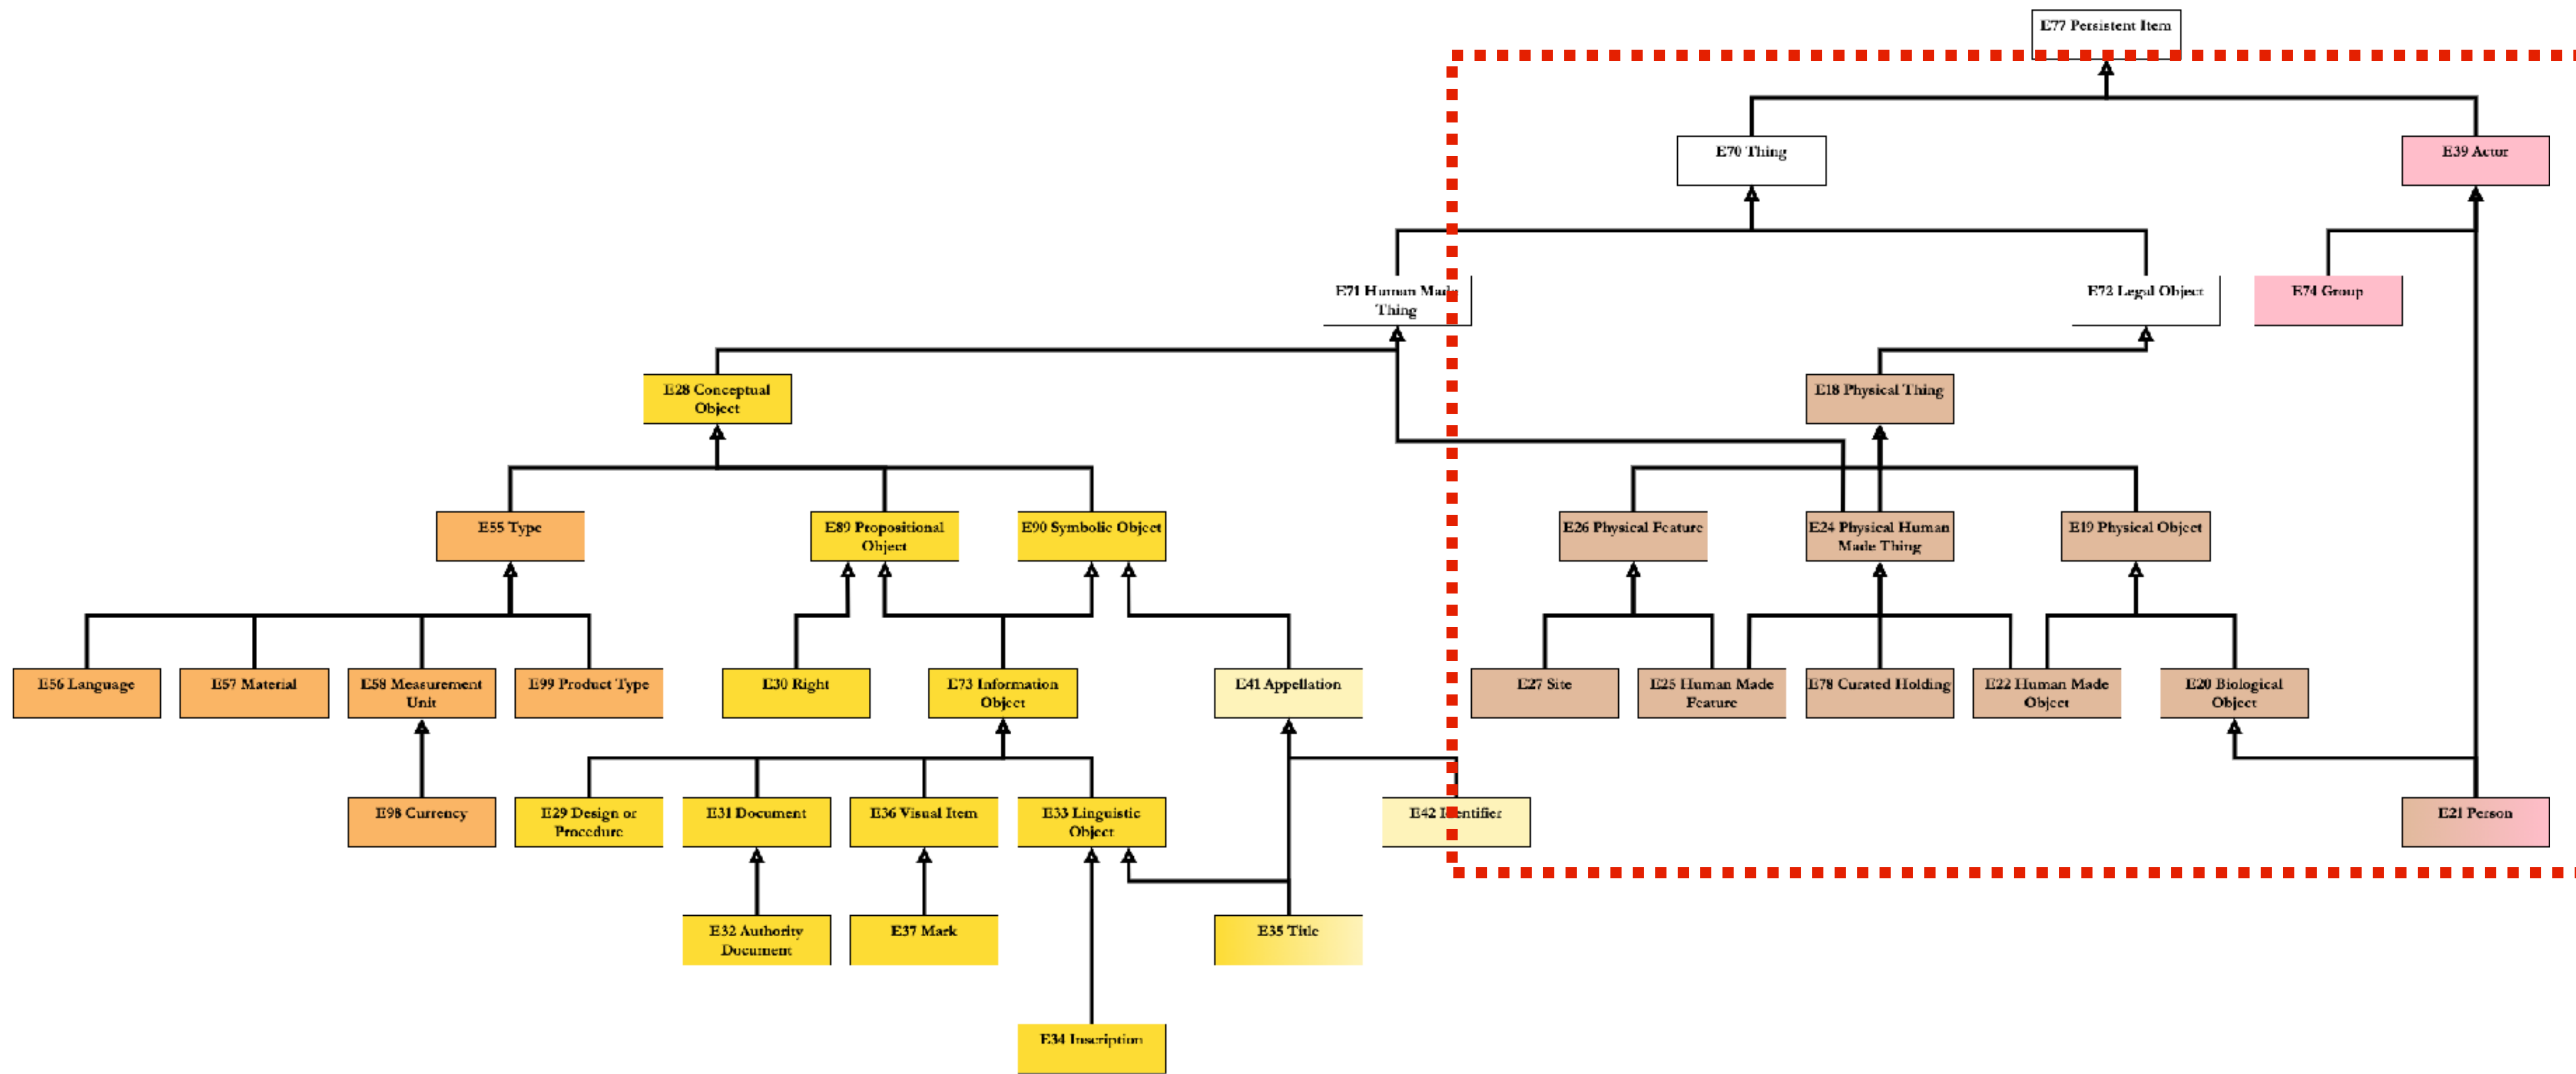 E77 Persistent Item
E70 Thing
E39 Actor
E71 Human Made
Thing
E72 Legal Object
E74 Group
E28 Conceptual
Object
E18 Physical Thing
E55 Type
E89 Propositional
Object
E90 Symbolic Object
E26 Physical Feature
E24 Physical Human
Made Thing
E19 Physical Object
E56 Language
E57 Material
E58 Measurement
Unit
E99 Product Type
E30 Right
E73 Information
Object
E41 Appellation
E27 Site
E25 Human Made
Feature
E78 Curated Holding
E22 Human Made
Object
E20 Biological
Object
E98 Currency
E29 Design or
Procedure
E31 Document
E36 Visual Item
E33 Linguistic
Object
E42 Identifier
E21 Person
E32 Authority
Document
E37 Mark
E35 Title
E34 Inscription